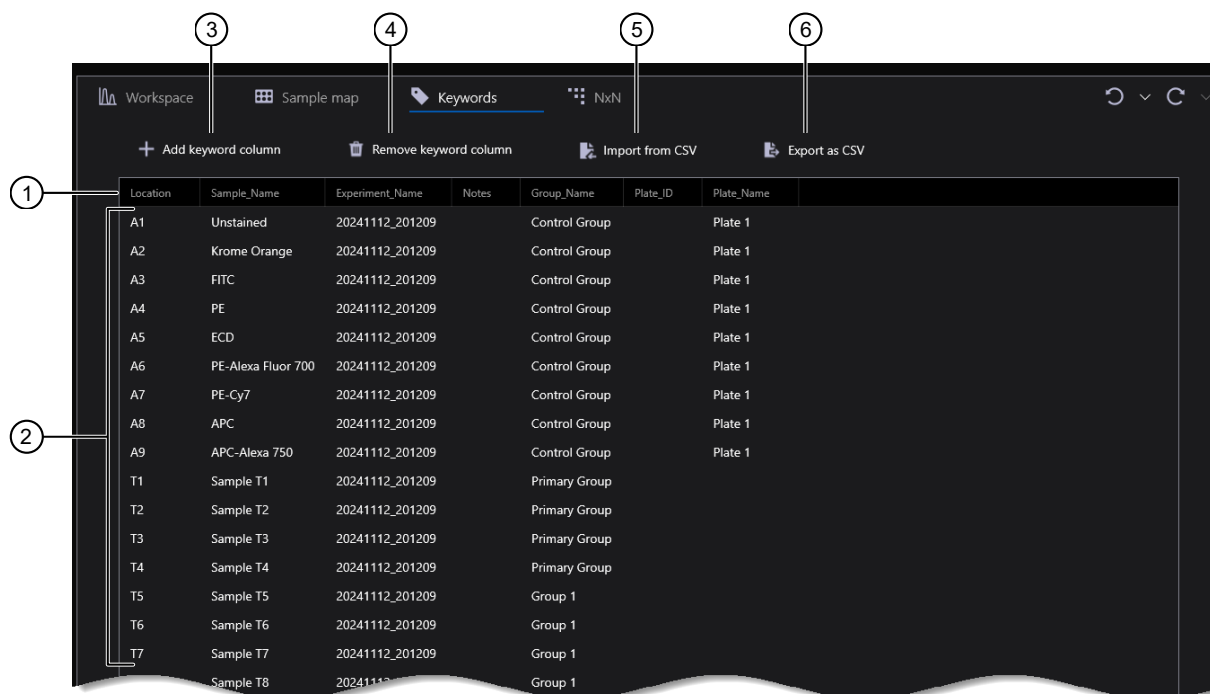 3 4 5 6
Workspace Sample map Keywords NxN
Add keyword column Remove keyword column Import from CSV Export as CSV
1
Location Sample_Name Experiment_Name Notes Group_Name Plate_ID Plate_Name
A1 Unstained 20241112_201209 Control Group Plate 1
A2 Krome Orange 20241112_201209 Control Group Plate 1
A3 FITC 20241112_201209 Control Group Plate 1
A4 PE 20241112_201209 Control Group Plate 1
A5 ECD 20241112_201209 Control Group Plate 1
A6 PE-Alexa Fluor 700 20241112_201209 Control Group Plate 1
A7 PE-Cy7 20241112_201209 Control Group Plate 1
A8 APC 20241112_201209 Control Group Plate 1
2
A9 APC-Alexa 750 20241112_201209 Control Group Plate 1
T1 Sample T1 20241112_201209 Primary Group
T2 Sample T2 20241112_201209 Primary Group
T3 Sample T3 20241112_201209 Primary Group
T4 Sample T4 20241112_201209 Primary Group
T5 Sample T5 20241112_201209 Group 1
T6 Sample T6 20241112_201209 Group 1
T7 Sample T7 20241112_201209 Group 1
Sample T8 Group 1